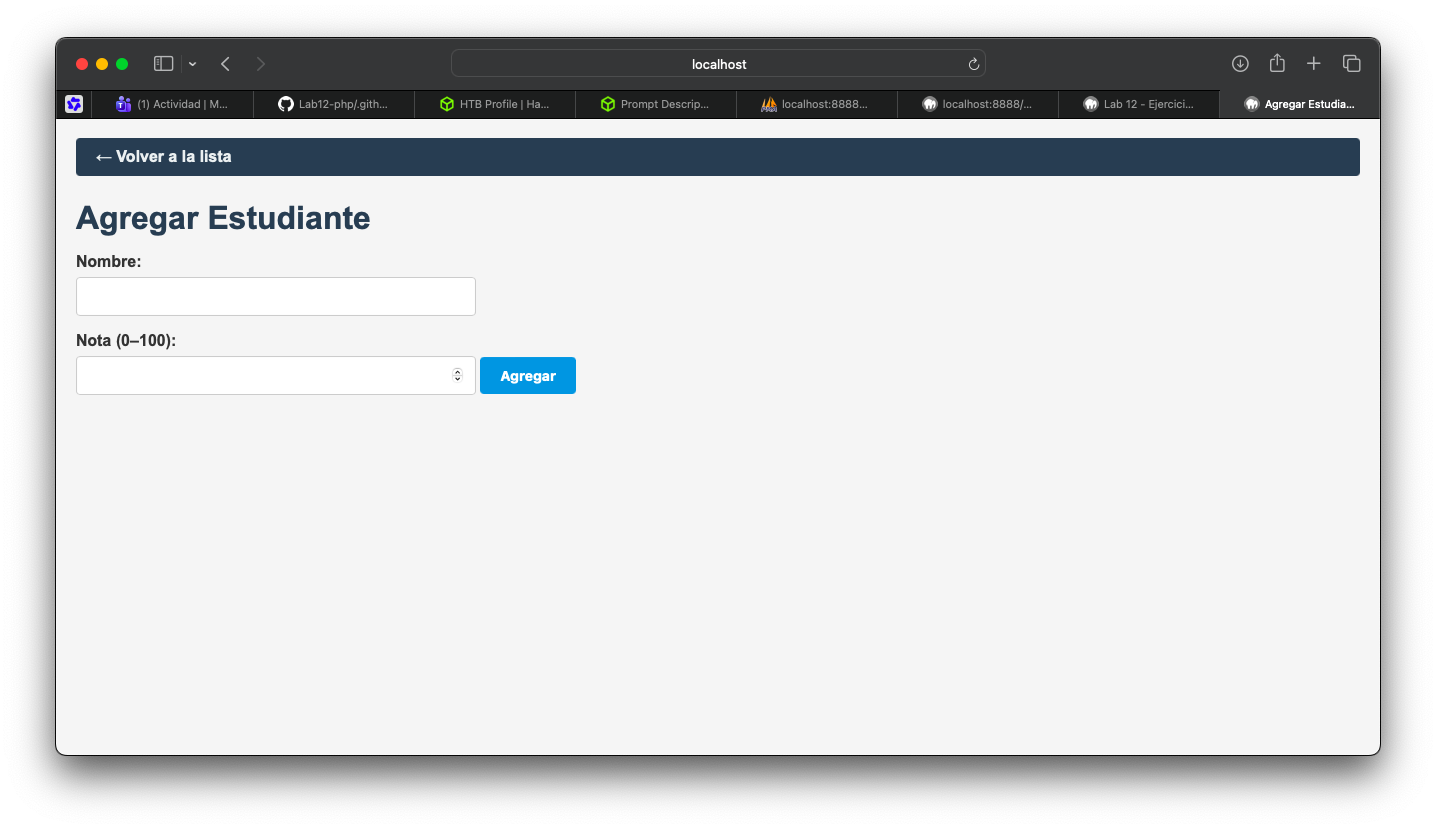 localhost
(1) Actividad | M...
Lab12-php/.gith...
HTB Profile | Ha...
Prompt Descrip...
localhost:8888...
localhost:8888/...
Lab 12 - Ejercici...
Agregar Estudia...
← Volver a la lista
Agregar Estudiante
Nombre:
Nota (0–100):
Agregar